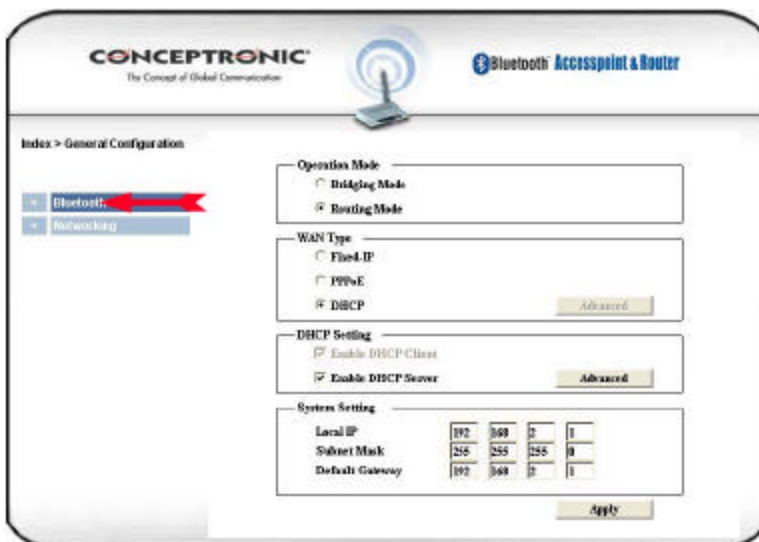 CONCEPTRONIC
The Concept of Global Communication
Bluetooth Accesspoint & Router
Index > General Configuration
Bluetooth
Networking
Operation Mode
Bridging Mode
Routing Mode
WAN Type
Fixed-IP
PPPoE
DHCP Advanced
DHCP Setting
Enable DHCP Client
Enable DHCP Server Advanced
System Setting
Local IP 192 168 2 1
Subnet Mask 255 255 255 0
Default Gateway 192 168 2 1
Apply